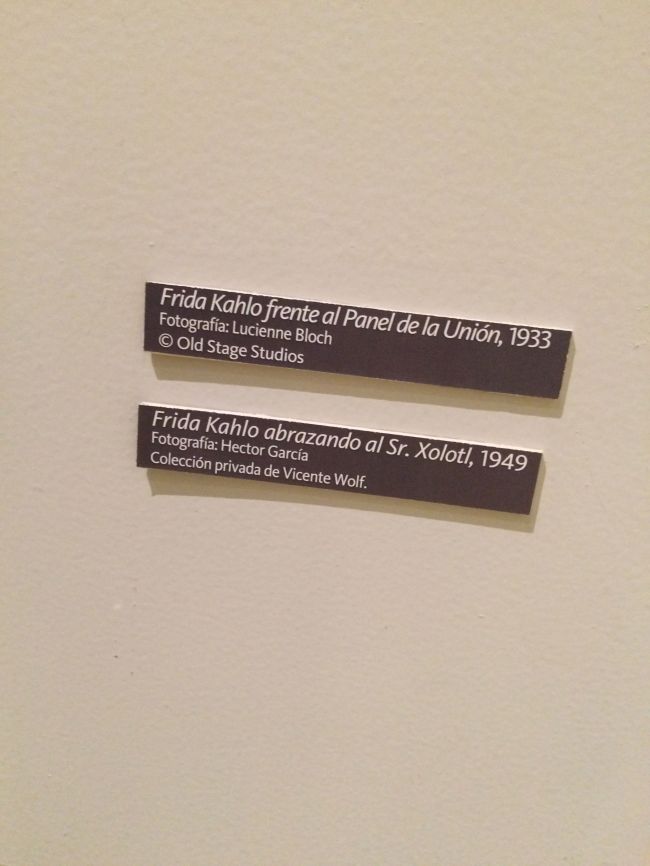 Frida Kahlo frente al Panel de la Unión, 1933
Fotografía: Lucienne Bloch
© Old Stage Studios
Frida Kahlo abrazando al Sr. Xolotl, 1949
Fotografía: Hector García
Colección privada de Vicente Wolf.